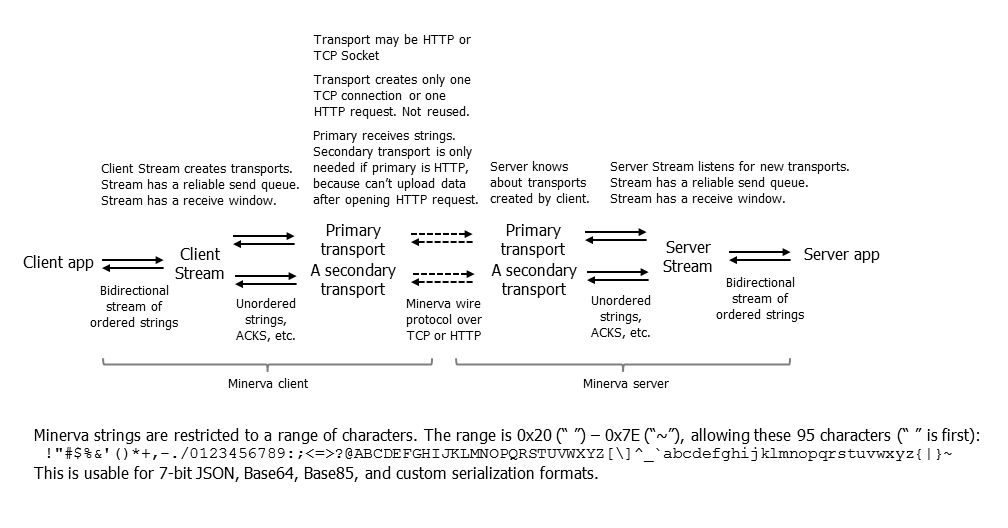 Transport may be HTTP or
TCP Socket
Transport creates only one
TCP connection or one
HTTP request. Not reused.
Primary receives strings.
Secondary transport is only
needed if primary is HTTP,
because can't upload data
after opening HTTP request.
Client Stream creates transports.
Stream has a reliable send queue.
Stream has a receive window.
Server knows
about transports
created by client.
Server Stream listens for new transports.
Stream has a reliable send queue.
Stream has a receive window.
Client app
Bidirectional
stream of
ordered strings
Client
Stream
Unordered
strings,
ACKS, etc.
Primary
transport
A secondary
transport
Minerva wire
protocol over
TCP or HTTP
Primary
transport
A secondary
transport
Unordered
strings,
ACKS, etc.
Server
Stream
Bidirectional
stream of
ordered strings
Server app
Minerva client
Minerva server
Minerva strings are restricted to a range of characters. The range is 0x20 (“ ”) – 0x7E (“~”), allowing these 95 characters (“ ” is first):
 !"#$%&'()*+,-./0123456789:;<=>?@ABCDEFGHIJKLMNOPQRSTUVWXYZ[\]^_`abcdefghijklmnopqrstuvwxyz{|}~
This is usable for 7-bit JSON, Base64, Base85, and custom serialization formats.